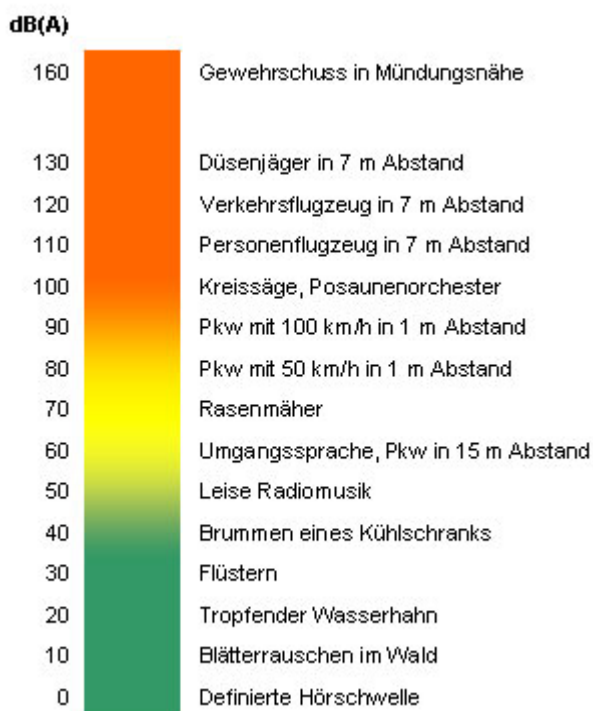 dB(A)
160 Gewehrschuss in Mündungsnähe
130 Düsenjäger in 7 m Abstand
120 Verkehrsflugzeug in 7 m Abstand
110 Personenflugzeug in 7 m Abstand
100 Kreissäge, Posaunenorchester
90 Pkw mit 100 km/h in 1 m Abstand
80 Pkw mit 50 km/h in 1 m Abstand
70 Rasenmäher
60 Umgangssprache, Pkw in 15 m Abstand
50 Leise Radiomusik
40 Brummen eines Kühlschranks
30 Flüstern
20 Tropfender Wasserhahn
10 Blätterrauschen im Wald
0 Definierte Hörschwelle